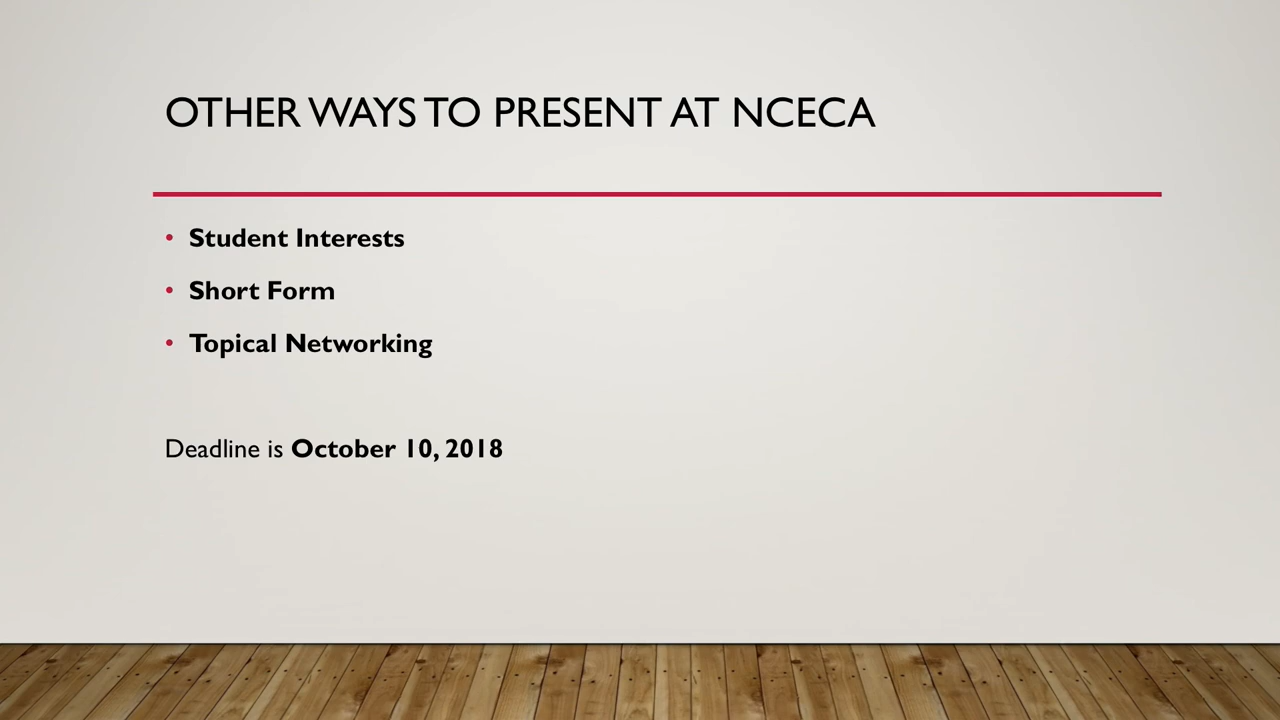 OTHER WAYS TO PRESENT AT NCECA
• Student Interests
• Short Form
• Topical Networking
Deadline is October 10, 2018